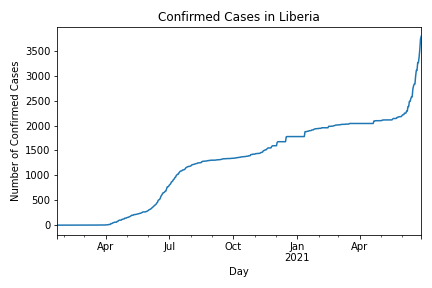 Confirmed Cases in Liberia
Number of Confirmed Cases
3500
3000
2500
2000
1500
1000
500
0
Apr
Jul
Oct
Jan
2021
Apr
Day